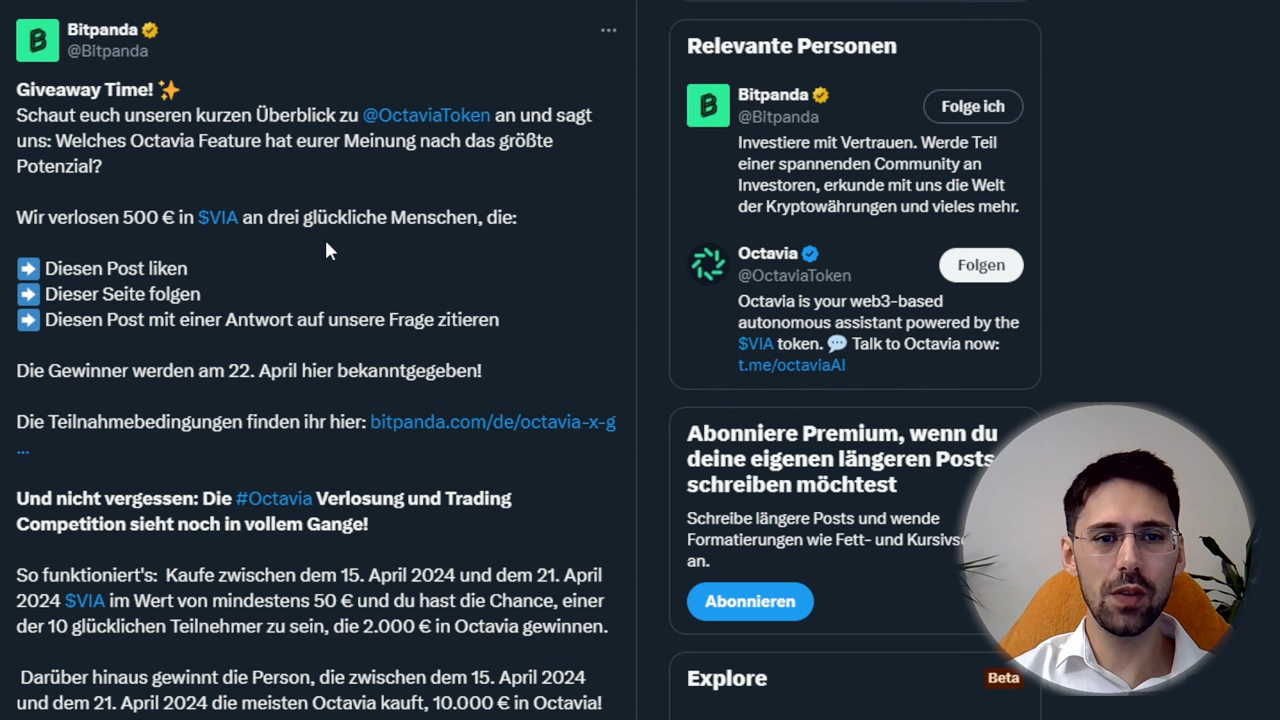 Bitpanda
@Bitpanda
Giveaway Time! ✨
Schaut euch unseren kurzen Überblick zu @OctaviaToken an und sagt
uns: Welches Octavia Feature hat eurer Meinung nach das größte
Potenzial?
Wir verlosen 500 € in $VIA an drei glückliche Menschen, die:
➡️ Diesen Post liken
➡️ Dieser Seite folgen
➡️ Diesen Post mit einer Antwort auf unsere Frage zitieren
Die Gewinner werden am 22. April hier bekanntgegeben!
Die Teilnahmebedingungen finden ihr hier: bitpanda.com/de/octavia-x-g
…
Und nicht vergessen: Die #Octavia Verlosung und Trading
Competition sieht noch in vollem Gange!
So funktioniert's: Kaufe zwischen dem 15. April 2024 und dem 21. April
2024 $VIA im Wert von mindestens 50 € und du hast die Chance, einer
der 10 glücklichen Teilnehmer zu sein, die 2.000 € in Octavia gewinnen.
Darüber hinaus gewinnt die Person, die zwischen dem 15. April 2024
und dem 21. April 2024 die meisten Octavia kauft, 10.000 € in Octavia!
Relevante Personen
Bitpanda
@Bitpanda
Folge ich
Investiere mit Vertrauen. Werde Teil
einer spannenden Community an
Investoren, erkunde mit uns die Welt
der Kryptowährungen und vieles mehr.
Octavia
@OctaviaToken
Folgen
Octavia is your web3-based
autonomous assistant powered by the
$VIA token. 💬 Talk to Octavia now:
t.me/octaviaAI
Abonniere Premium, wenn du
deine eigenen längeren Posts
schreiben möchtest
Schreibe längere Posts und wende
Formatierungen wie Fett- und
an.
Abonnieren
Explore
Beta